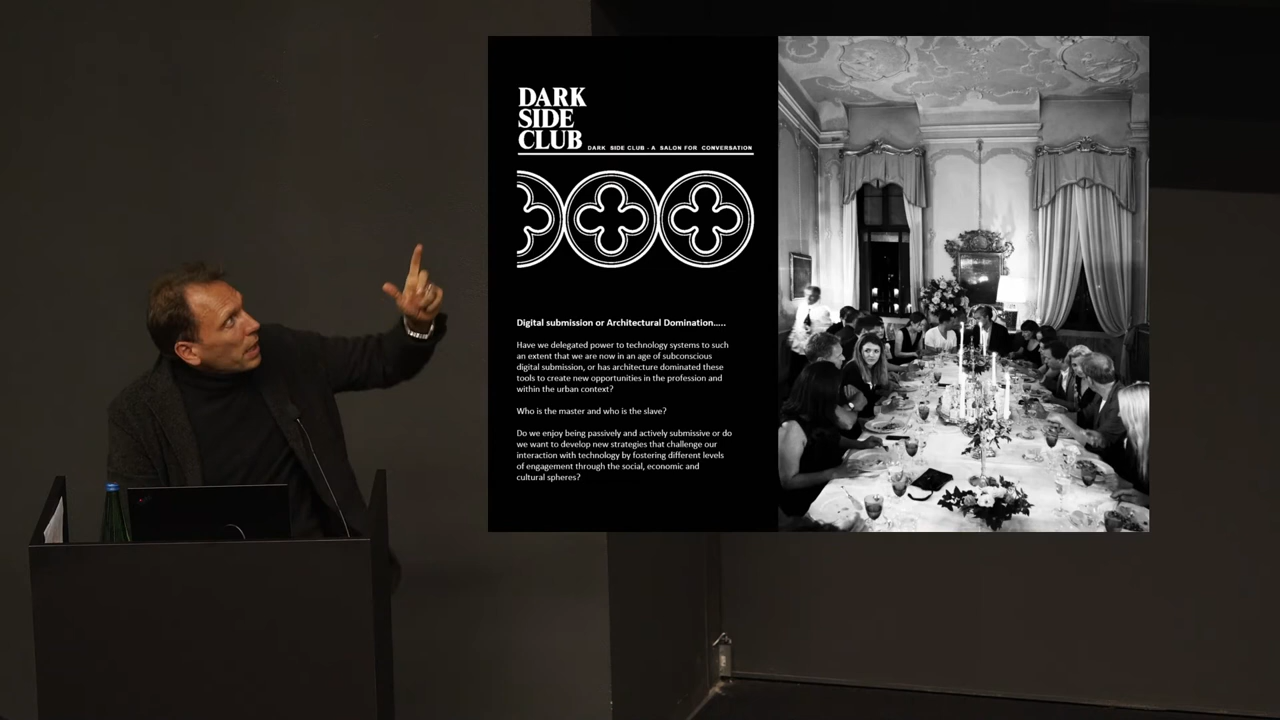 DARK
SIDE
CLUB
DARK SIDE CLUB - A SALON FOR CONVERSATION
Digital submission or Architectural Domination.....
Have we delegated power to technology systems to such
an extent that we are now in an age of subconscious
digital submission, or has architecture dominated these
tools to create new opportunities in the profession and
within the urban context?
Who is the master and who is the slave?
Do we enjoy being passively and actively submissive or do
we want to develop new strategies that challenge our
interaction with technology by fostering different levels
of engagement through the social, economic and
cultural spheres?